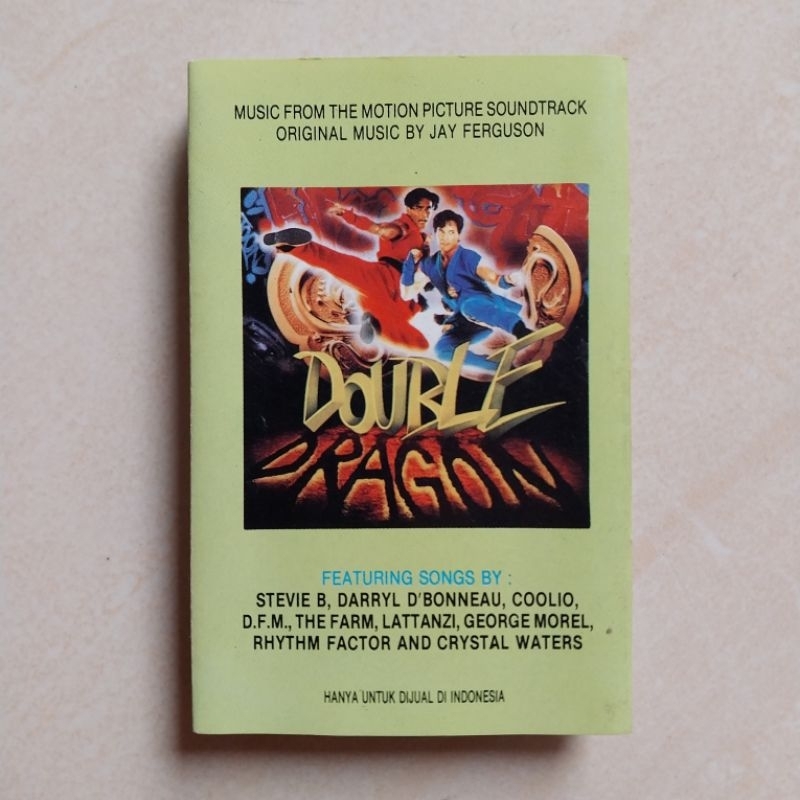 MUSIC FROM THE MOTION PICTURE SOUNDTRACK
ORIGINAL MUSIC BY JAY FERGUSON
DOUBLE
DRAGON
FEATURING SONGS BY :
STEVIE B, DARRYL D'BONNEAU, COOLIO,
D.F.M., THE FARM, LATTANZI, GEORGE MOREL,
RHYTHM FACTOR AND CRYSTAL WATERS
HANYA UNTUK DIJUAL DI INDONESIA